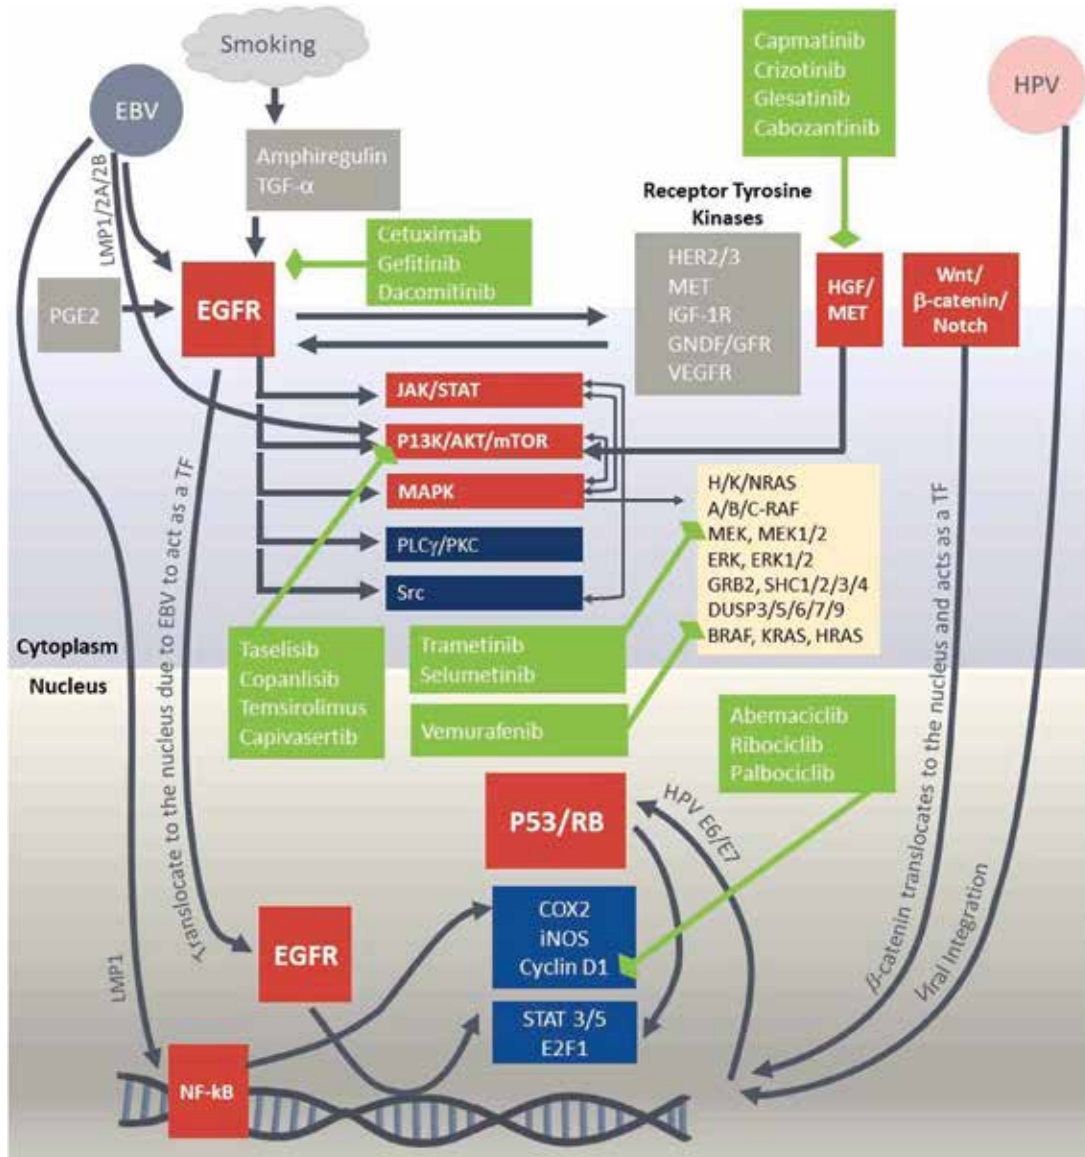 Smoking
EBV
HPV
Capmatinib
Crizotinib
Glesatinib
Cabozantinib
LMP1/2A/2B
Amphiregulin
TGF-α
Receptor Tyrosine
Kinases
Cetuximab
Gefitinib
Dacomitinib
PGE2
EGFR
HER2/3
MET
IGF-1R
GNDF/GFR
VEGFR
HGF/
MET
Wnt/
β-catenin/
Notch
JAK/STAT
P13K/AKT/mTOR
MAPK
PLCγ/PKC
Src
H/K/NRAS
A/B/C-RAF
MEK, MEK1/2
ERK, ERK1/2
GRB2, SHC1/2/3/4
DUSP3/5/6/7/9
BRAF, KRAS, HRAS
Cytoplasm
Nucleus
Translocate to the nucleus due to EBV to act as a TF
Taselisib
Copanlisib
Temsirolimus
Capivasertib
Trametinib
Selumetinib
Vemurafenib
Abemaciclib
Ribociclib
Palbociclib
β-catenin translocates to the nucleus and acts as a TF
Viral Integration
P53/RB
HPV E6/E7
COX2
iNOS
Cyclin D1
EGFR
STAT 3/5
E2F1
LMP1
NF-kB